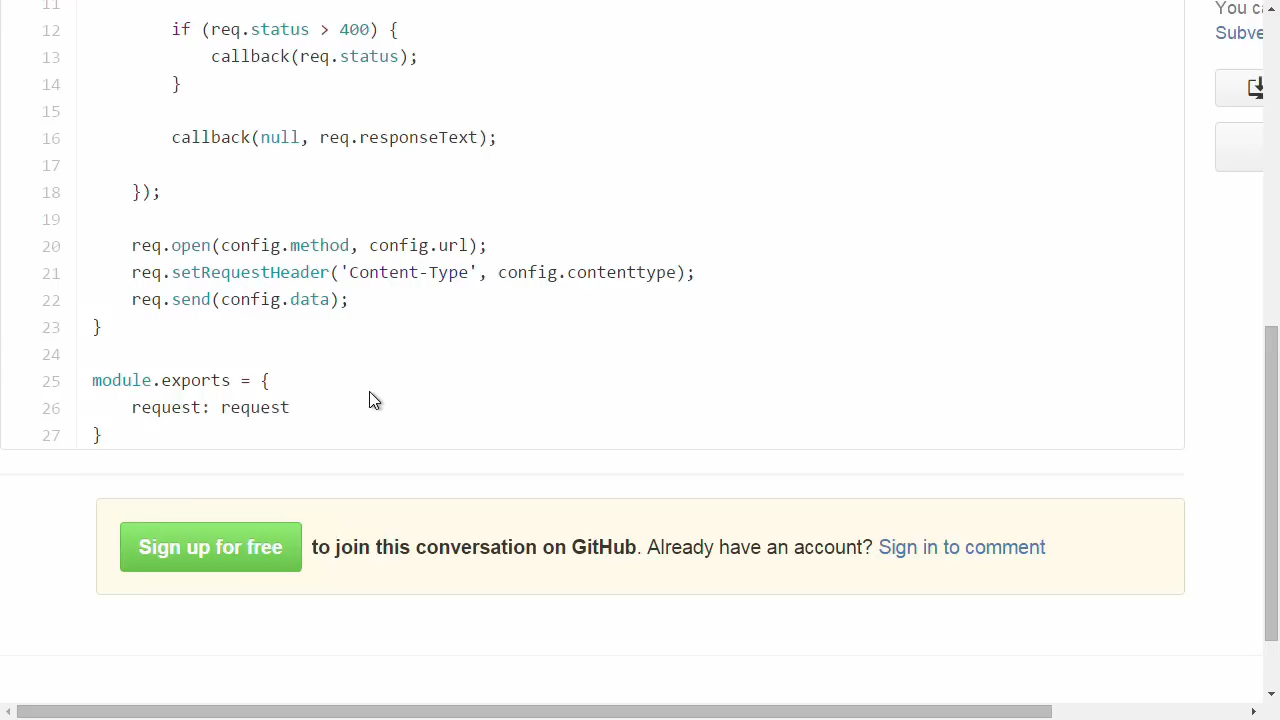 11
12 if (req.status > 400) {
13 callback(req.status);
14 }
15
16 callback(null, req.responseText);
17
18 });
19
20 req.open(config.method, config.url);
21 req.setRequestHeader('Content-Type', config.contenttype);
22 req.send(config.data);
23 }
24
25 module.exports = {
26 request: request
27 }
You
Subve
Sign up for free to join this conversation on GitHub. Already have an account? Sign in to comment